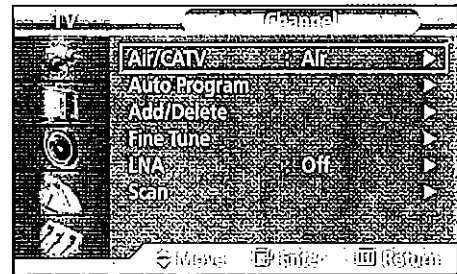 TV Channel
Air/CATV : Air
Auto Program
Add/Delete
Fine Tune
LNA : Off
Scan
Move Enter Return